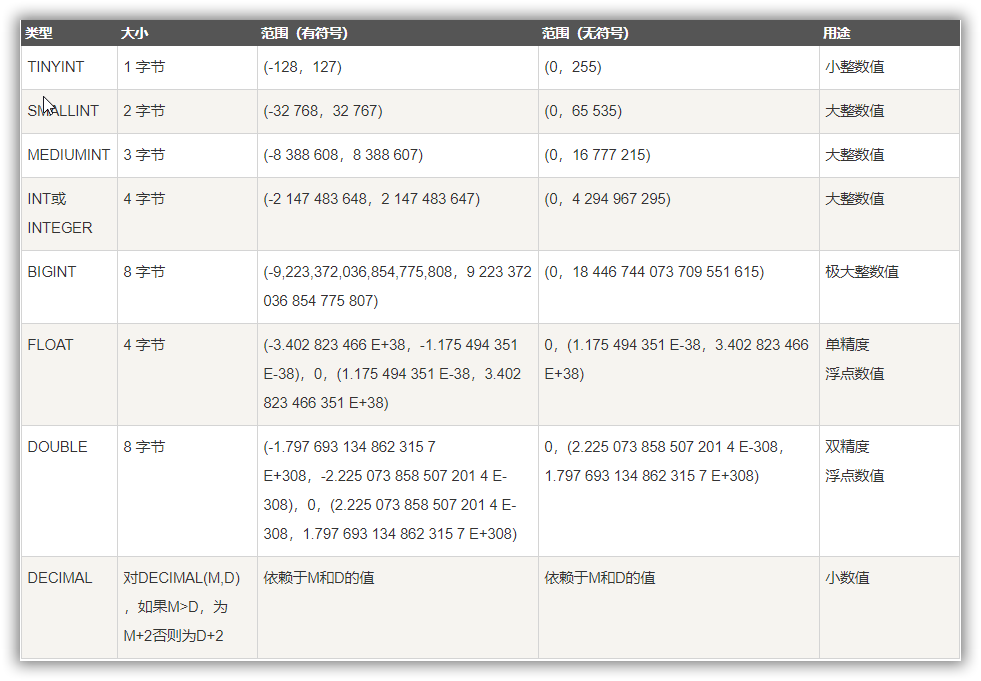 类型 大小 范围（有符号） 范围（无符号） 用途
TINYINT 1 字节 (-128，127) (0，255) 小整数值
SMALLINT 2 字节 (-32 768，32 767) (0，65 535) 大整数值
MEDIUMINT 3 字节 (-8 388 608，8 388 607) (0，16 777 215) 大整数值
INT或 4 字节 (-2 147 483 648，2 147 483 647) (0，4 294 967 295) 大整数值
INTEGER
BIGINT 8 字节 (-9,223,372,036,854,775,808，9 223 372 (0，18 446 744 073 709 551 615) 极大整数值
036 854 775 807)
FLOAT 4 字节 (-3.402 823 466 E+38，-1.175 494 351 0，(1.175 494 351 E-38，3.402 823 466 单精度
E-38)，0，(1.175 494 351 E-38，3.402 E+38) 浮点数值
823 466 351 E+38)
DOUBLE 8 字节 (-1.797 693 134 862 315 7 0，(2.225 073 858 507 201 4 E-308， 双精度
E+308，-2.225 073 858 507 201 4 E- 1.797 693 134 862 315 7 E+308) 浮点数值
308)，0，(2.225 073 858 507 201 4 E-
308，1.797 693 134 862 315 7 E+308)
DECIMAL 对DECIMAL(M,D) 依赖于M和D的值 依赖于M和D的值 小数值
，如果M>D，为
M+2否则为D+2